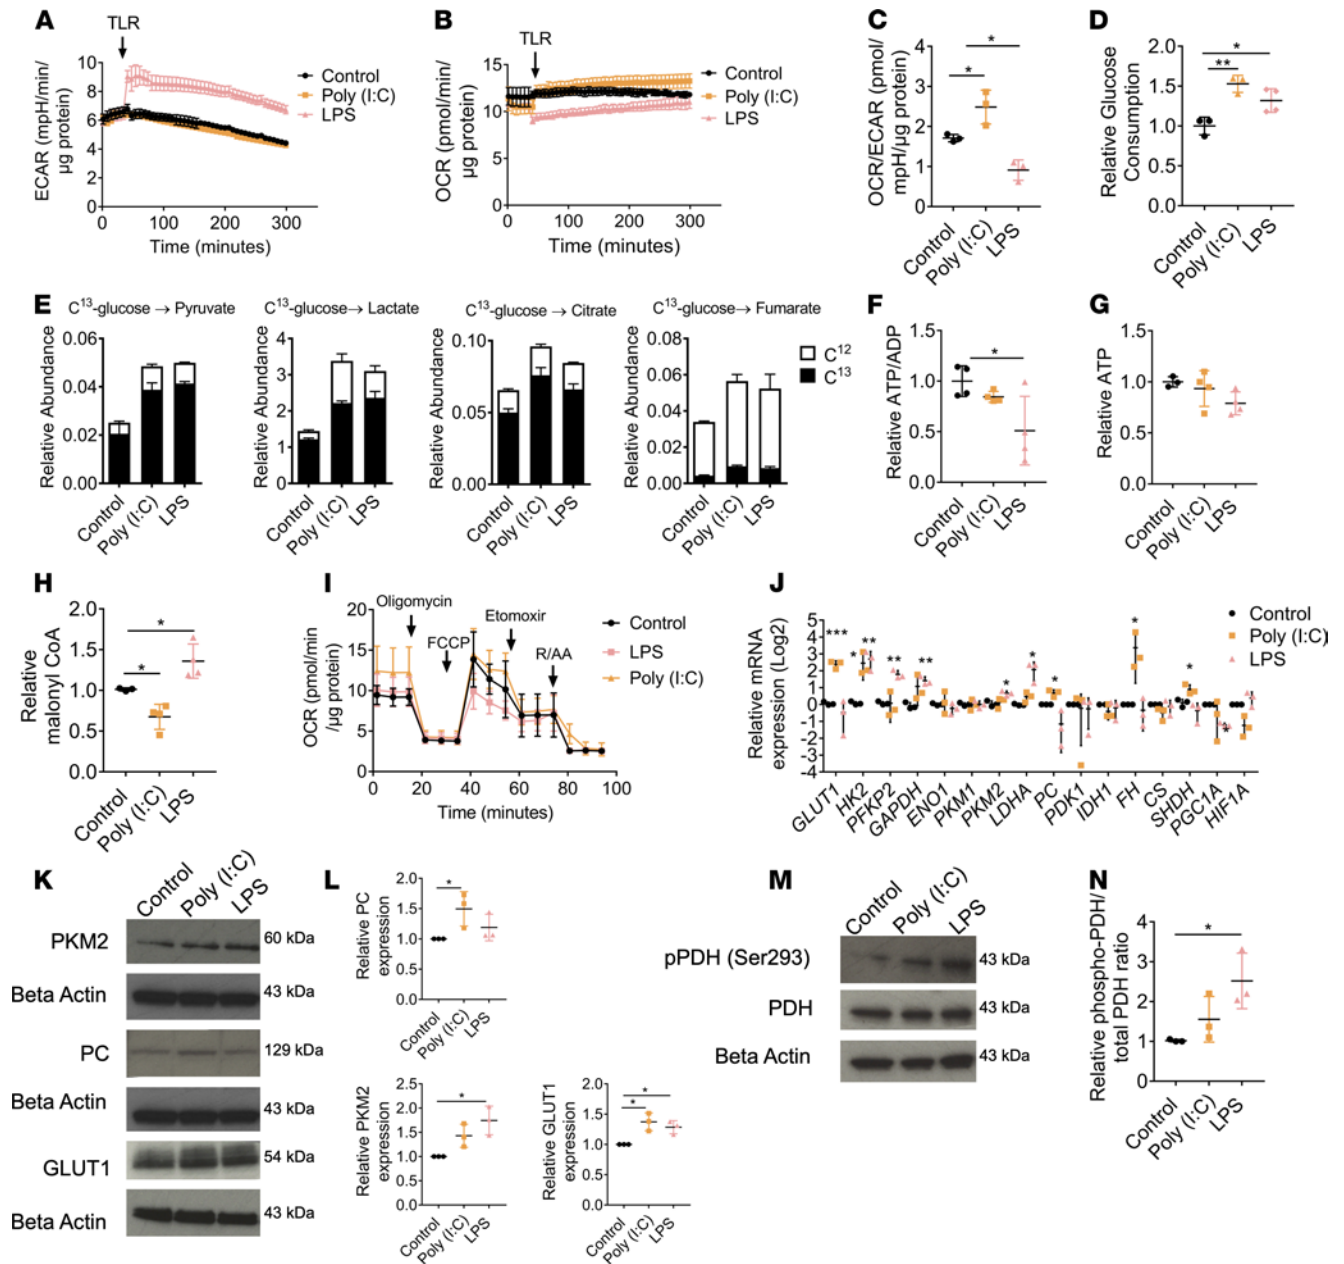 A
TLR
ECAR (mpH/min/
µg protein)
10
8
6
4
2
0
100
200
300
Time (minutes)
Control
Poly (I:C)
LPS
B
TLR
OCR (pmol/min/
µg protein)
15
10
5
0
0
100
200
300
Time (minutes)
Control
Poly (I:C)
LPS
C
OCR/ECAR (pmol/
mpH/µg protein)
4
3
2
1
0
*
*
Control
Poly (I:C)
LPS
D
Relative Glucose
Consumption
2.0
1.5
1.0
0.5
0.0
*
**
Control
Poly (I:C)
LPS
E
C13-glucose → Pyruvate
Relative Abundance
0.06
0.04
0.02
0.00
Control
Poly (I:C)
LPS
C13-glucose→ Lactate
Relative Abundance
4
3
2
1
0
Control
Poly (I:C)
LPS
C13-glucose → Citrate
Relative Abundance
0.10
0.05
0.00
Control
Poly (I:C)
LPS
C13-glucose→ Fumarate
Relative Abundance
0.08
0.06
0.04
0.02
0.00
Control
Poly (I:C)
LPS
C12
C13
F
Relative ATP/ADP
1.5
1.0
0.5
0.0
*
Control
Poly (I:C)
LPS
G
Relative ATP
1.5
1.0
0.5
0.0
Control
Poly (I:C)
LPS
H
Relative
malonyl CoA
2.0
1.5
1.0
0.5
0.0
*
*
Control
Poly (I:C)
LPS
I
OCR (pmol/min
/µg protein)
20
15
10
5
0
Oligomycin
FCCP
Etomoxir
R/AA
0
20
40
60
80
100
Time (minutes)
Control
LPS
Poly (I:C)
J
Relative mRNA
expression (Log2)
5
4
3
2
1
0
-1
-2
-3
-4
*** * ** ** ** * * * * * *
Control
Poly (I:C)
LPS
GLUT1
HK2
PFKP2
GAPDH
ENO1
PKM1
PKM2
LDHA
PC
PDK1
IDH1
FH
CS
SHDH
PGC1A
HIF1A
K
Control
Poly (I:C)
LPS
PKM2
60 kDa
Beta Actin
43 kDa
PC
129 kDa
Beta Actin
43 kDa
GLUT1
54 kDa
Beta Actin
43 kDa
L
Relative PC
expression
2.0
1.5
1.0
0.5
0.0
*
Control
Poly (I:C)
LPS
Relative PKM2
expression
2.5
2.0
1.5
1.0
0.5
0.0
*
Control
Poly (I:C)
LPS
Relative GLUT1
expression
2.0
1.5
1.0
0.5
0.0
*
*
Control
Poly (I:C)
LPS
M
Control
Poly (I:C)
LPS
pPDH (Ser293)
43 kDa
PDH
43 kDa
Beta Actin
43 kDa
N
Relative phospho-PDH/
total PDH ratio
4
3
2
1
0
*
Control
Poly (I:C)
LPS